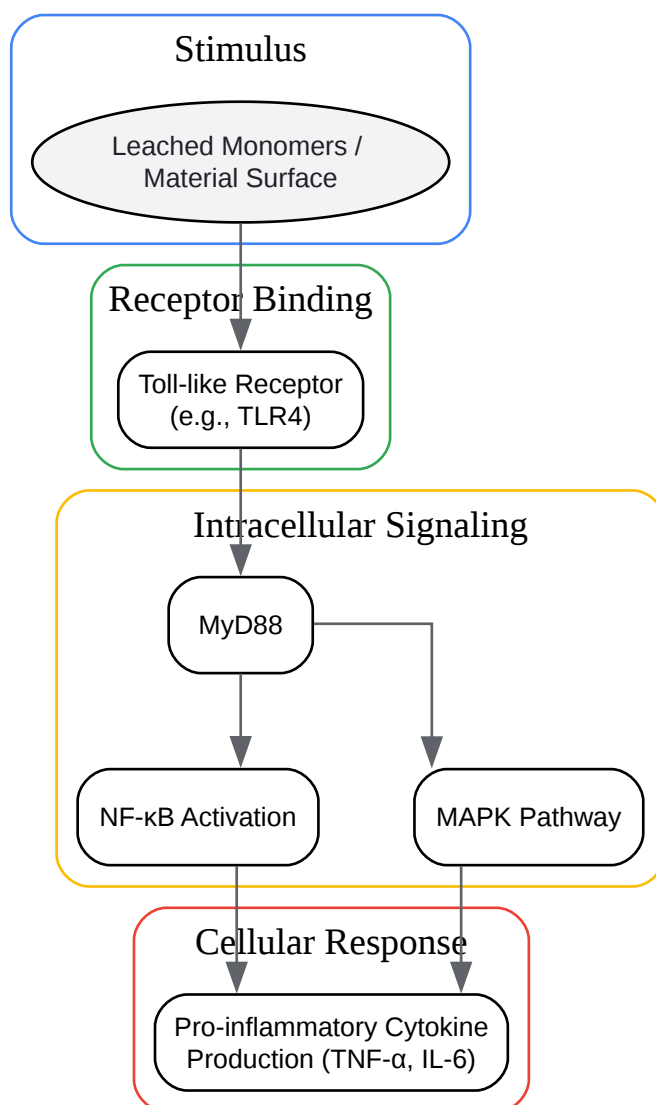 Stimulus
Leached Monomers /
Material Surface
Receptor Binding
Toll-like Receptor
(e.g., TLR4)
Intracellular Signaling
MyD88
NF-κB Activation
MAPK Pathway
Cellular Response
Pro-inflammatory Cytokine
Production (TNF-α, IL-6)